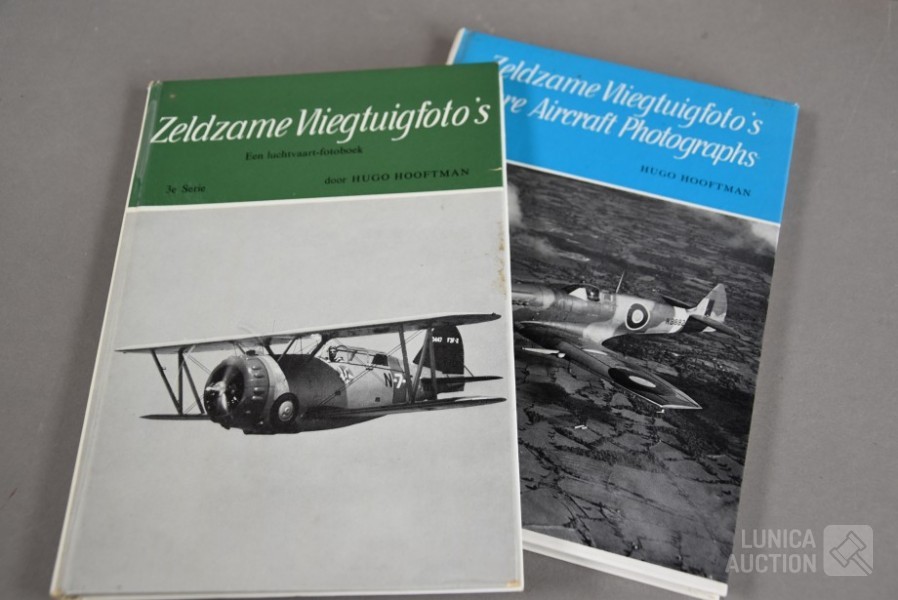 Zeldzame Vliegtuigfoto's
Een luchtvaart-fotoboek
3e Serie
door HUGO HOOFTMAN
N-7
Zeldzame Vliegtuigfoto's
re Aircraft Photographs
HUGO HOOFTMAN
LUNICA
AUCTION